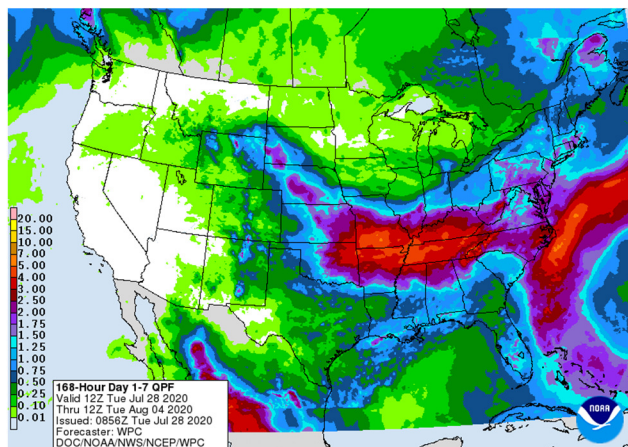 20.00
15.00
10.00
7.00
5.00
4.00
3.00
2.50
2.00
1.75
1.50
1.25
1.00
0.75
0.50
0.25
0.10
0.01
168-Hour Day 1-7 QPF
Valid 12Z Tue Jul 28 2020
Thru 12Z Tue Aug 04 2020
Issued: 0856Z Tue Jul 28 2020
Forecaster: WPC
DOC/NOAA/NWS/NCEP/WPC
NOAA